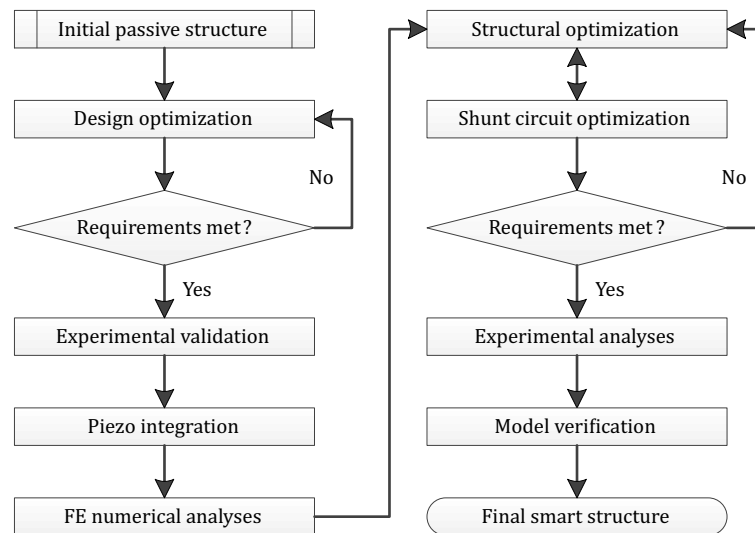 Initial passive structure
Design optimization
No
Requirements met?
Yes
Experimental validation
Piezo integration
FE numerical analyses
Structural optimization
Shunt circuit optimization
No
Requirements met?
Yes
Experimental analyses
Model verification
Final smart structure